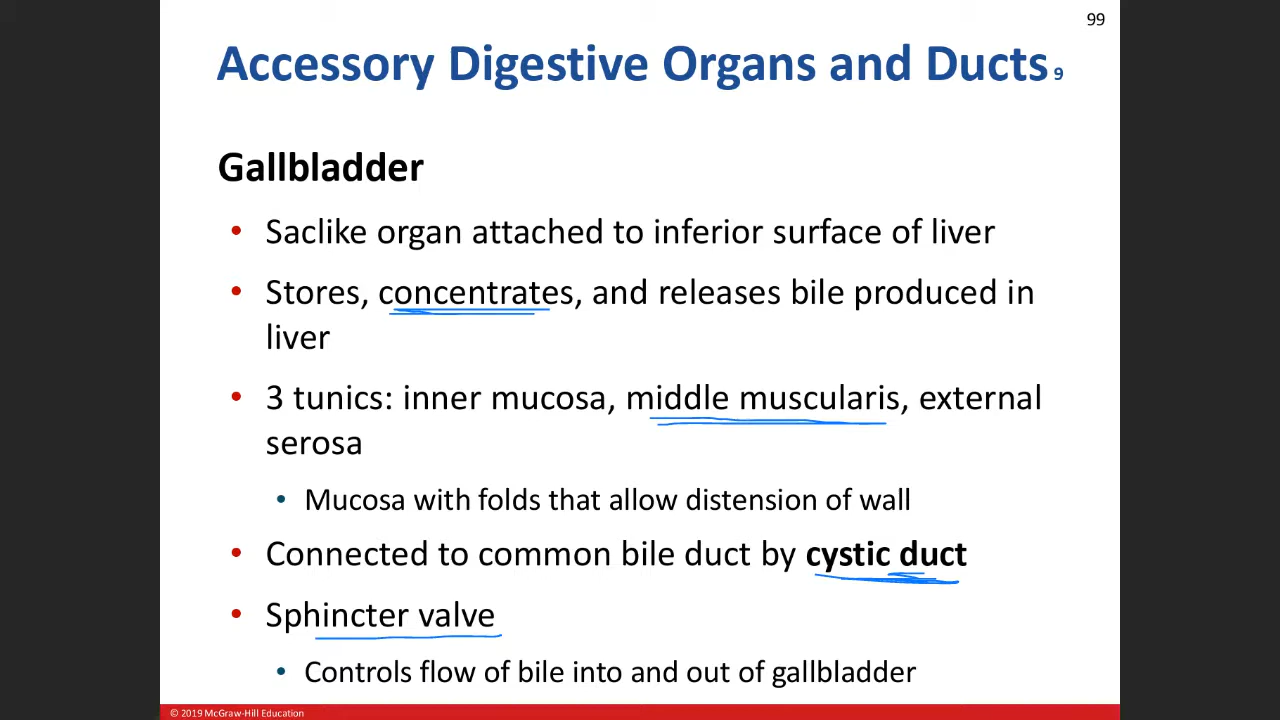 99
Accessory Digestive Organs and Ducts 9
Gallbladder
• Saclike organ attached to inferior surface of liver
• Stores, concentrates, and releases bile produced in
liver
• 3 tunics: inner mucosa, middle muscularis, external
serosa
• Mucosa with folds that allow distension of wall
• Connected to common bile duct by cystic duct
• Sphincter valve
• Controls flow of bile into and out of gallbladder
© 2019 McGraw-Hill Education